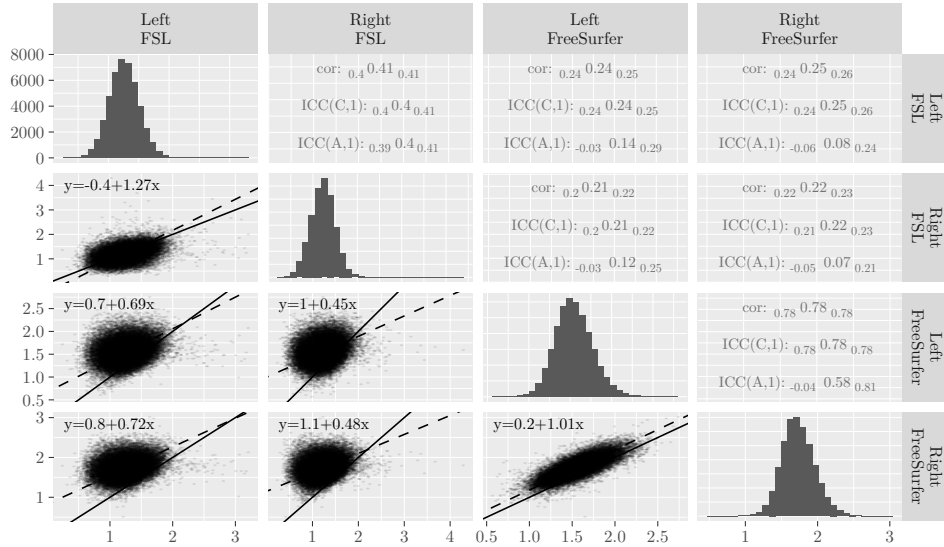 Left Right Left Right
FSL FSL FreeSurfer FreeSurfer
8000
6000
4000
2000
0
cor: 0.4 0.41 0.41
ICC(C,1): 0.4 0.4 0.41
ICC(A,1): 0.39 0.4 0.41
cor: 0.24 0.24 0.25
ICC(C,1): 0.24 0.24 0.25
ICC(A,1): -0.03 0.14 0.29
cor: 0.24 0.25 0.26
ICC(C,1): 0.24 0.25 0.26
ICC(A,1): -0.06 0.08 0.24
Left
FSL
4
3
2
1
y=-0.4+1.27x
cor: 0.2 0.21 0.22
ICC(C,1): 0.2 0.21 0.22
ICC(A,1): -0.03 0.12 0.25
cor: 0.22 0.22 0.23
ICC(C,1): 0.21 0.22 0.23
ICC(A,1): -0.05 0.07 0.21
Right
FSL
2.5
2.0
1.5
1.0
0.5
y=0.7+0.69x
y=1+0.45x
cor: 0.78 0.78 0.78
ICC(C,1): 0.78 0.78 0.78
ICC(A,1): -0.04 0.58 0.81
Left
FreeSurfer
3
2
1
y=0.8+0.72x
y=1.1+0.48x
y=0.2+1.01x
Right
FreeSurfer
1 2 3 1 2 3 4 0.5 1.0 1.5 2.0 2.5 1 2 3